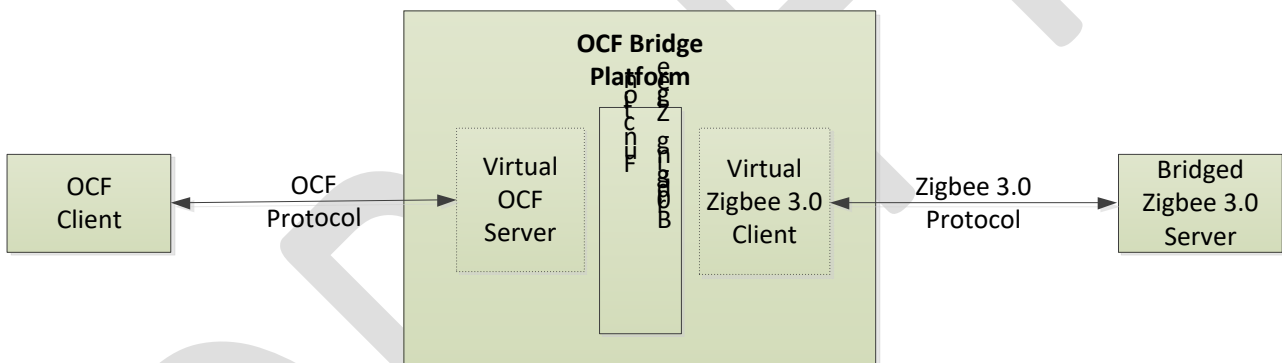 OCF Bridge
Platform
OCF
Client
OCF
Protocol
Virtual
OCF
Server
Function
Virtual
Zigbee 3.0
Client
Zigbee 3.0
Protocol
Bridged
Zigbee 3.0
Server